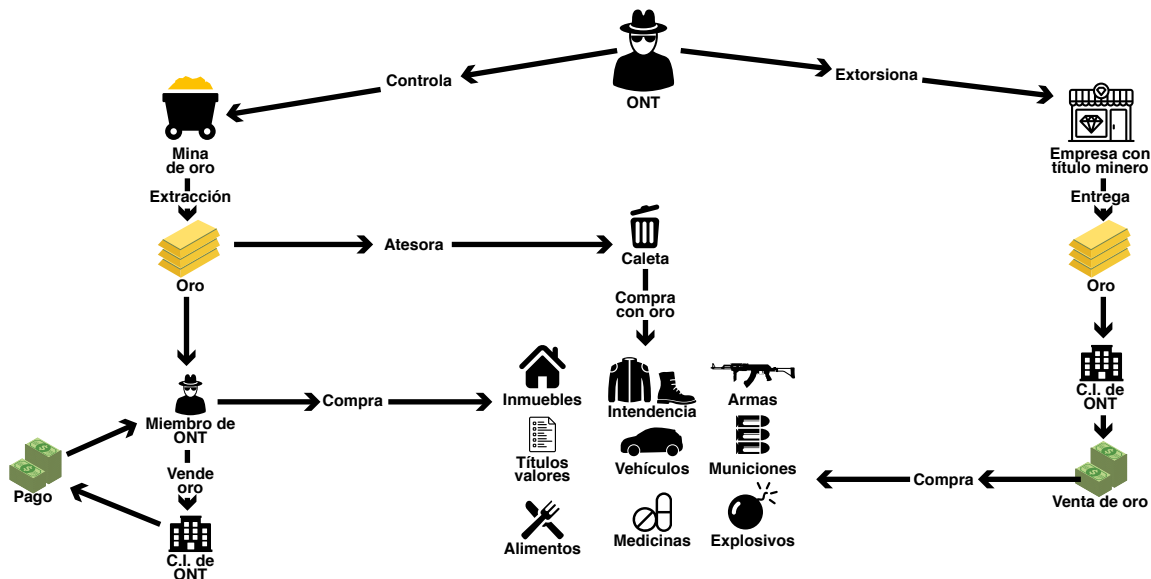 ONT
Controla
Extorsiona
Mina
de oro
Empresa con
título minero
Extracción
Entrega
Oro
Atesora
Caleta
Oro
Compra
con oro
Inmuebles
Intendencia
Armas
C.I. de
ONT
Miembro de
ONT
Compra
Títulos
valores
Vehículos
Municiones
Vende
oro
Pago
Compra
Venta de oro
Alimentos
Medicinas
Explosivos
C.I. de
ONT